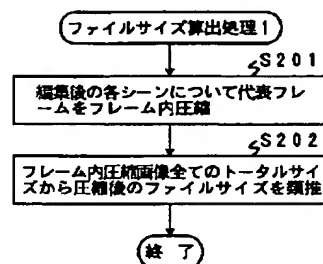 ファイルサイズ算出処理1
S201
編集後の各シーンについて代表フレ
ームをフレーム内圧縮
S202
フレーム内圧縮画像全てのトータルサイ
ズから圧縮後のファイルサイズを類推
終了